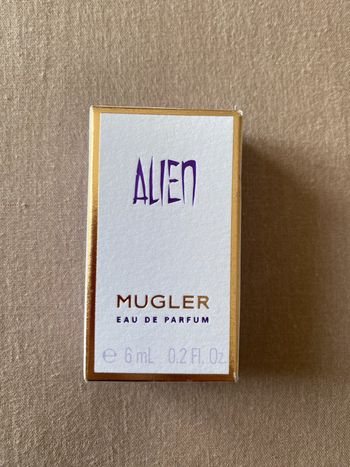 ALIEN
MUGLER
EAU DE PARFUM
℮ 6 mL 0.2 Fl. Oz.